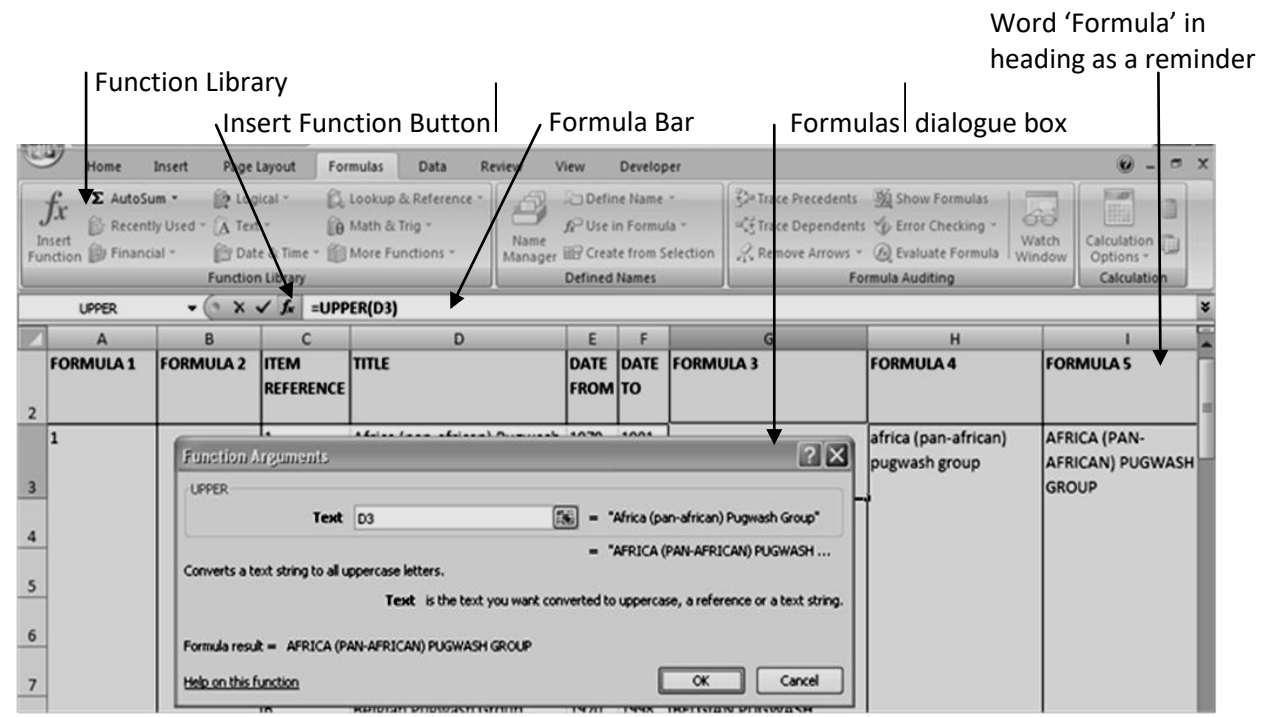 Word ‘Formula’ in
heading as a reminder
Function Library
Insert Function Button
Formula Bar
Formulas dialogue box
Home Insert Page Layout Formulas Data Review View Developer
Σ AutoSum Logical Lookup & Reference Define Name Trace Precedents Show Formulas
Recently Used Text Math & Trig Use in Formula Trace Dependents Error Checking
Insert Function Financial Date & Time More Functions Name Manager Create from Selection Remove Arrows Evaluate Formula Watch Window Calculation Options
Function Library Defined Names Formula Auditing Calculation
UPPER fx =UPPER(D3)
A B C D E F G H I
2 FORMULA 1 FORMULA 2 ITEM REFERENCE TITLE DATE FROM DATE TO FORMULA 3 FORMULA 4 FORMULA 5
3 1 africa (pan-african) pugwash group AFRICA (PAN-AFRICAN) PUGWASH GROUP
4
5
6
7
Function Arguments
UPPER
Text D3 = "Africa (pan-african) Pugwash Group"
= "AFRICA (PAN-AFRICAN) PUGWASH ...
Converts a text string to all uppercase letters.
Text is the text you want converted to uppercase, a reference or a text string.
Formula result = AFRICA (PAN-AFRICAN) PUGWASH GROUP
Help on this function
OK Cancel